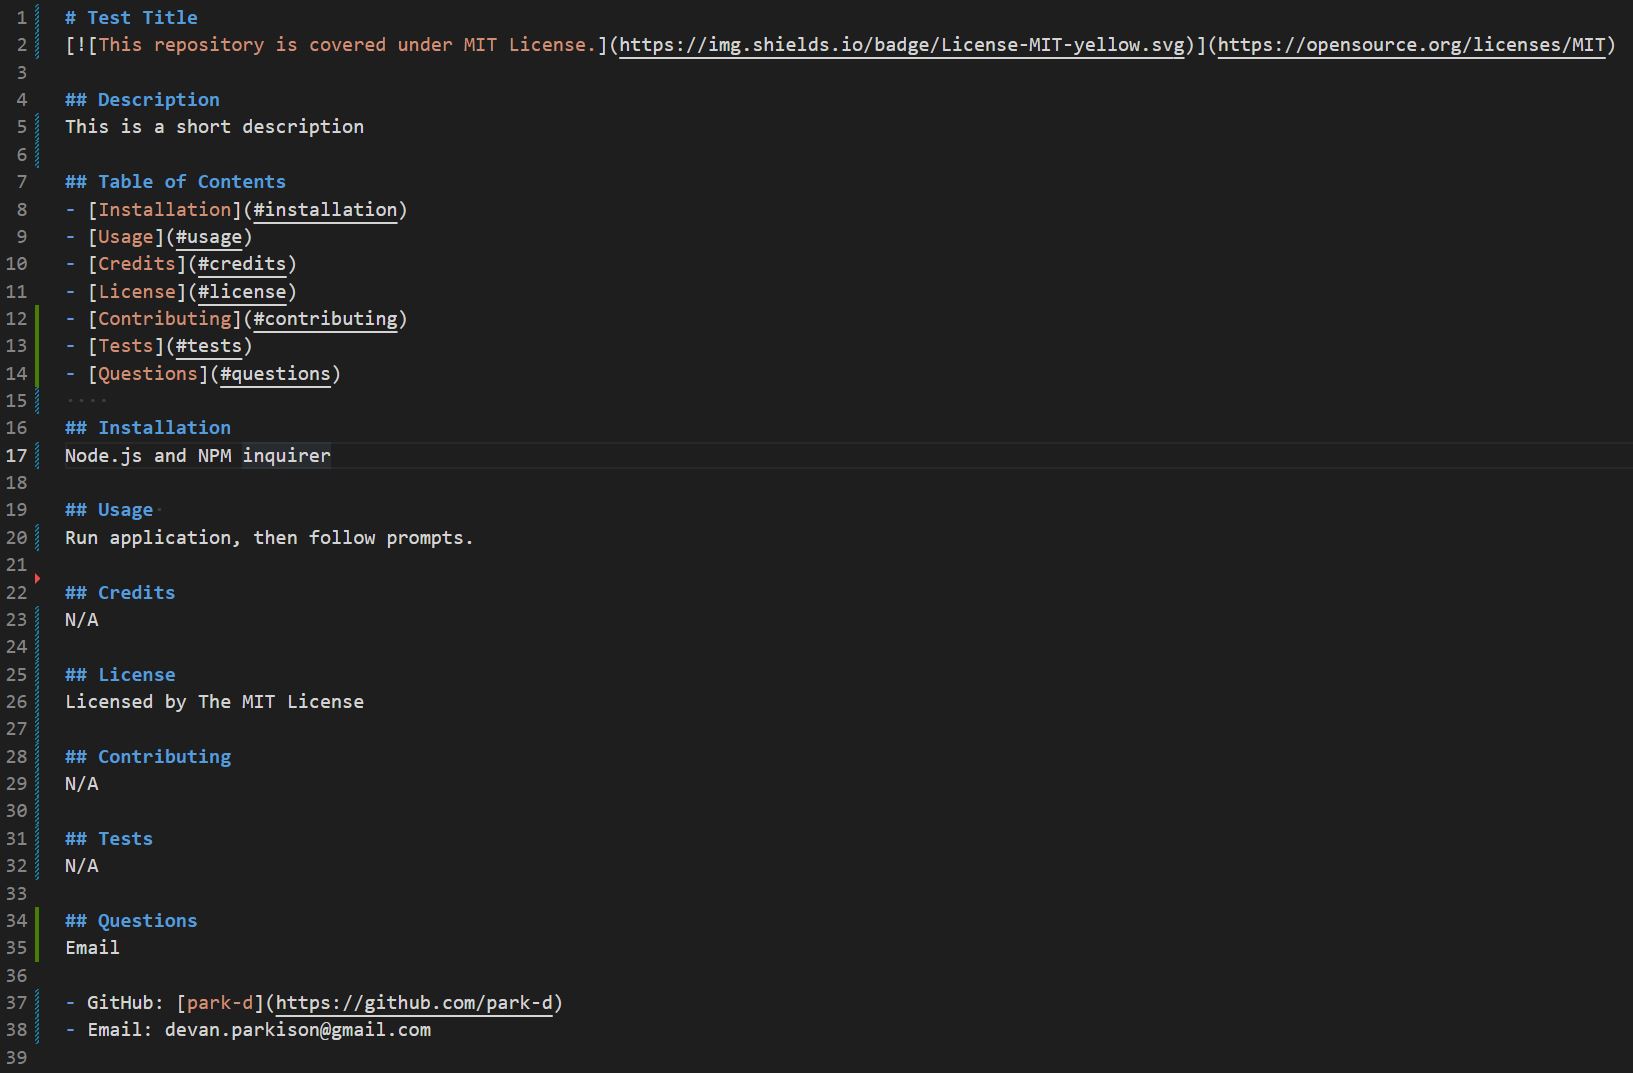 1 # Test Title
2 [![This repository is covered under MIT License.](https://img.shields.io/badge/License-MIT-yellow.svg)](https://opensource.org/licenses/MIT)
3
4 ## Description
5 This is a short description
6
7 ## Table of Contents
8 - [Installation](#installation)
9 - [Usage](#usage)
10 - [Credits](#credits)
11 - [License](#license)
12 - [Contributing](#contributing)
13 - [Tests](#tests)
14 - [Questions](#questions)
15 ····
16 ## Installation
17 Node.js and NPM inquirer
18
19 ## Usage·
20 Run application, then follow prompts.
21
22 ## Credits
23 N/A
24
25 ## License
26 Licensed by The MIT License
27
28 ## Contributing
29 N/A
30
31 ## Tests
32 N/A
33
34 ## Questions
35 Email
36
37 - GitHub: [park-d](https://github.com/park-d)
38 - Email: devan.parkison@gmail.com
39